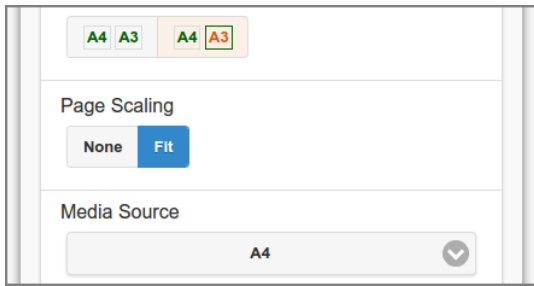 A4 A3 A4 A3
Page Scaling
None Fit
Media Source
A4